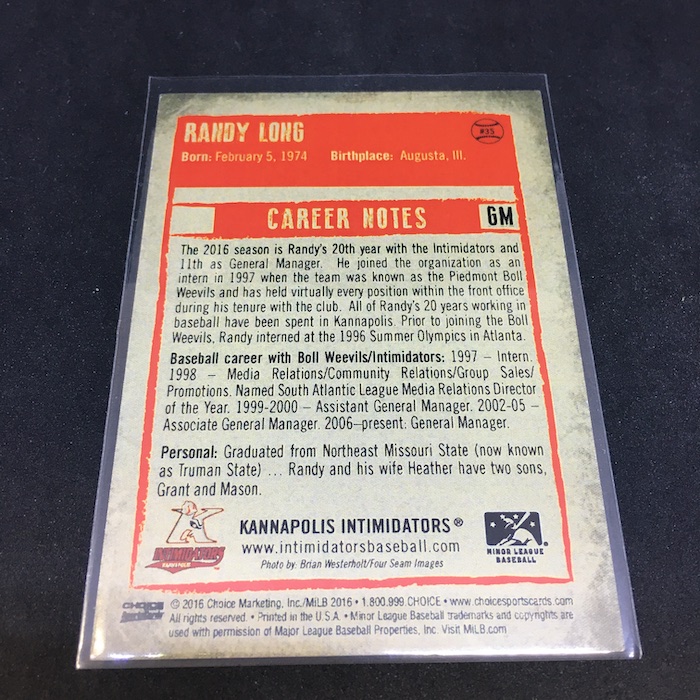 RANDY LONG
#35
Born: February 5, 1974 Birthplace: Augusta, Ill.
CAREER NOTES
GM
The 2016 season is Randy's 20th year with the Intimidators and
11th as General Manager. He joined the organization as an
intern in 1997 when the team was known as the Piedmont Boll
Weevils and has held virtually every position within the front office
during his tenure with the club. All of Randy's 20 years working in
baseball have been spent in Kannapolis. Prior to joining the Boll
Weevils, Randy interned at the 1996 Summer Olympics in Atlanta.
Baseball career with Boll Weevils/Intimidators: 1997 – Intern.
1998 – Media Relations/Community Relations/Group Sales/
Promotions. Named South Atlantic League Media Relations Director
of the Year. 1999-2000 – Assistant General Manager. 2002-05 –
Associate General Manager. 2006–present: General Manager.
Personal: Graduated from Northeast Missouri State (now known
as Truman State) ... Randy and his wife Heather have two sons,
Grant and Mason.
K
INTIMIDATORS
KANNAPOLIS
KANNAPOLIS INTIMIDATORS®
www.intimidatorsbaseball.com
Photo by: Brian Westerholt/Four Seam Images
MINOR LEAGUE
BASEBALL
CHOICE
© 2016 Choice Marketing, Inc./MiLB 2016 • 1.800.999.CHOICE • www.choicesportscards.com
All rights reserved. • Printed in the U.S.A. • Minor League Baseball trademarks and copyrights are
used with permission of Major League Baseball Properties, Inc. Visit MiLB.com